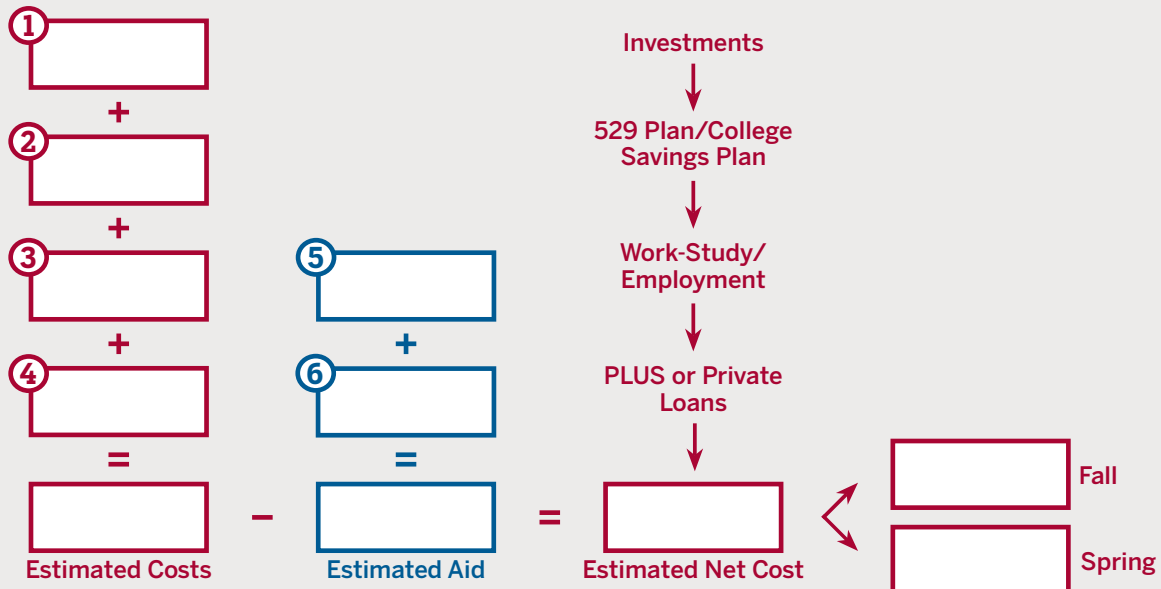 1
+
2
+
3
+
4
=
Estimated Costs
−
5
+
6
=
Estimated Aid
=
Investments
529 Plan/College
Savings Plan
Work-Study/
Employment
PLUS or Private
Loans
Estimated Net Cost
Fall
Spring